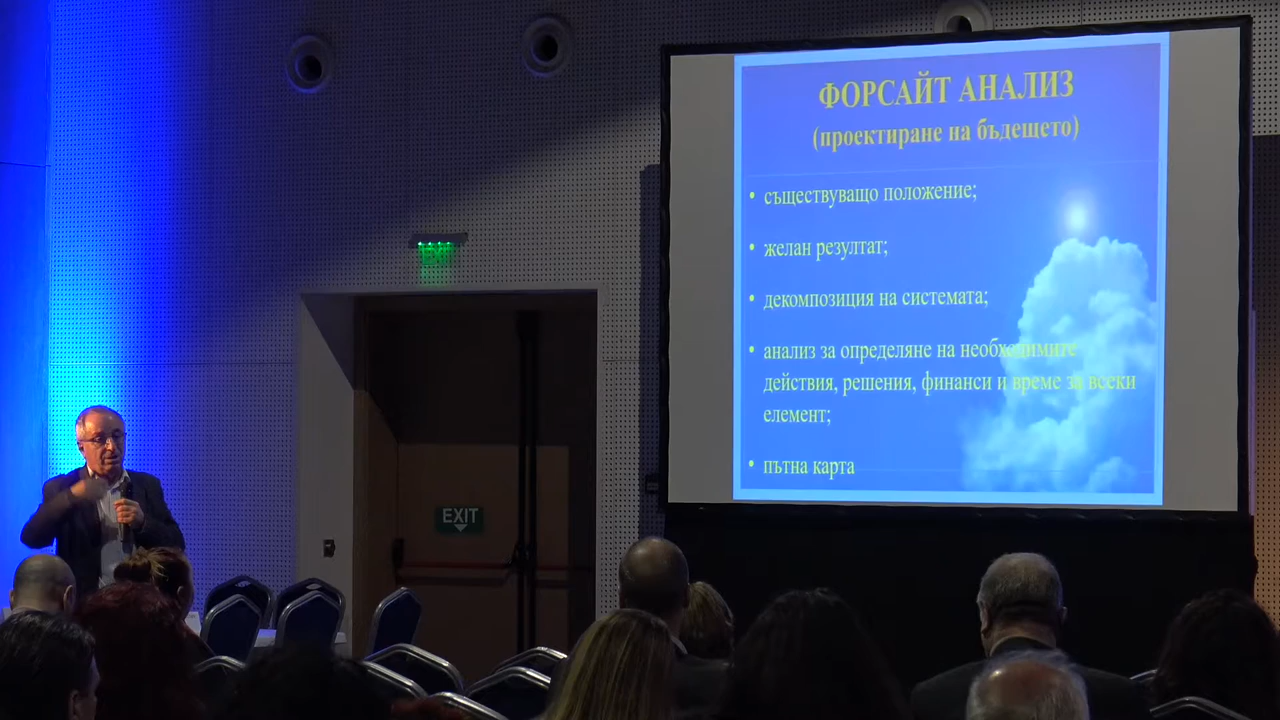 ФОРСАЙТ АНАЛИЗ
(проектиране на бъдещето)
• съществуващо положение;
• желан резултат;
• декомпозиция на системата;
• анализ за определяне на необходимите
действия, решения, финанси и време за всеки
елемент;
• пътна карта
EXIT
EXIT